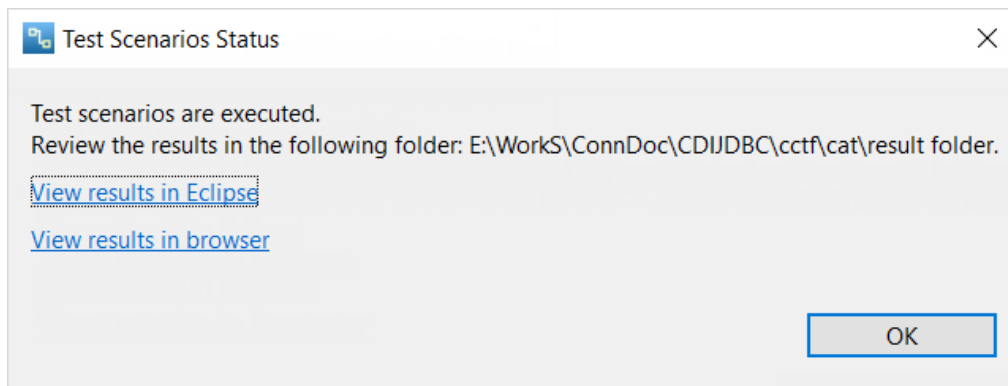 Test Scenarios Status
Test scenarios are executed.
Review the results in the following folder: E:\WorkS\ConnDoc\CDIJDBC\cctf\cat\result folder.
View results in Eclipse
View results in browser
OK